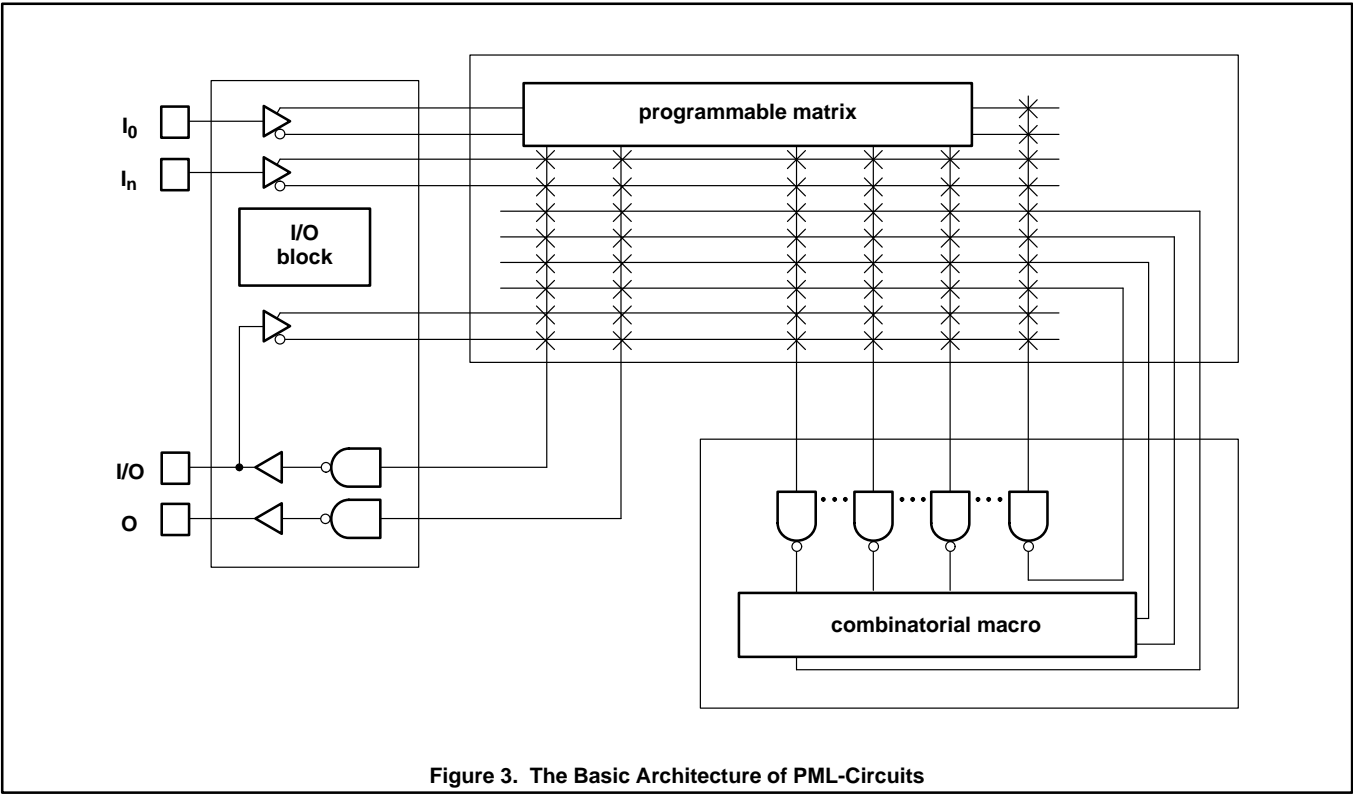 programmable matrix
I0
In
I/O
block
I/O
O
combinatorial macro
Figure 3. The Basic Architecture of PML-Circuits